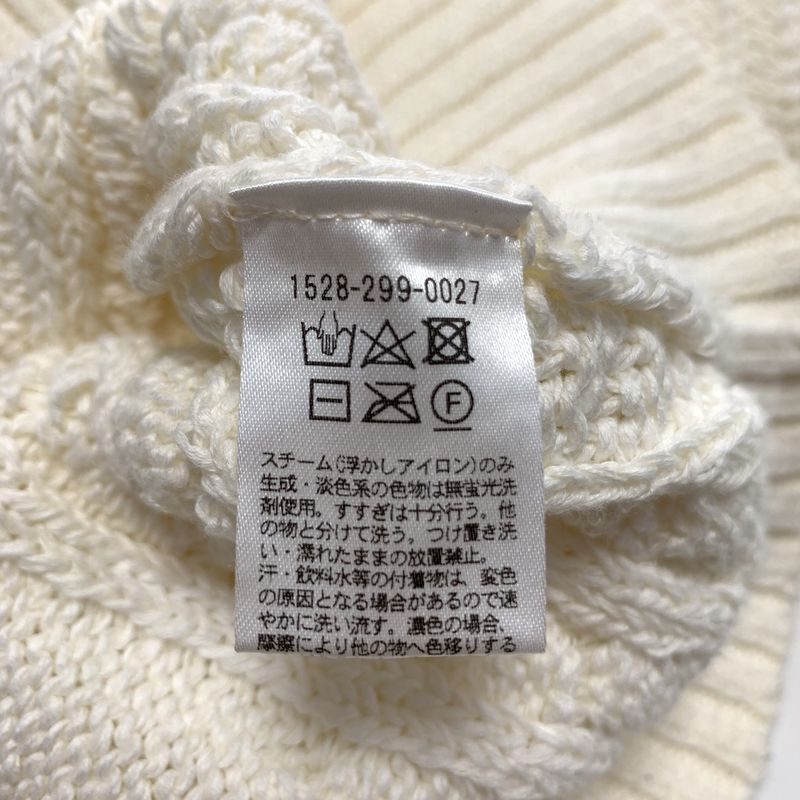 1528-299-0027
F
スチーム(浮かしアイロン)のみ
生成・淡色系の色物は無蛍光洗
剤使用。すすぎは十分行う。他
の物と分けて洗う。つけ置き洗
い・濡れたままの放置禁止。
汗・飲料水等の付着物は、変色
の原因となる場合があるので速
やかに洗い流す。濃色の場合、
摩擦により他の物へ色移りする